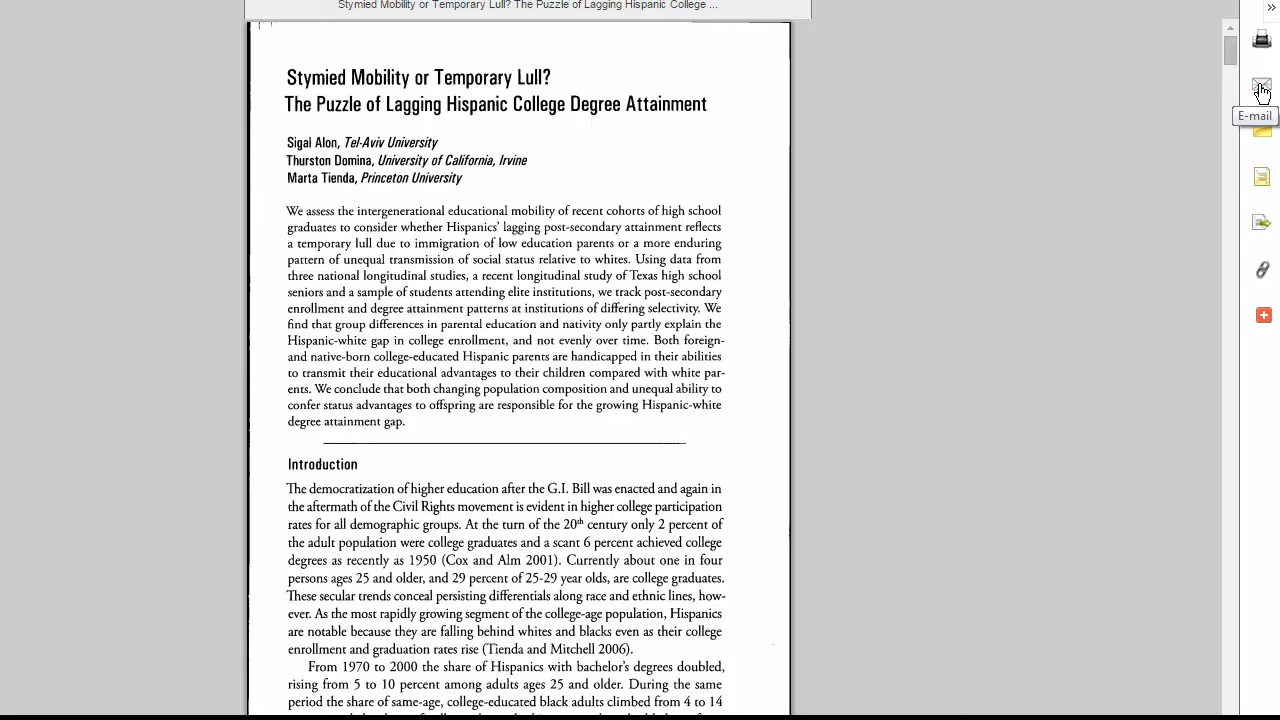 Stymied Mobility or Temporary Lull? The Puzzle of Lagging Hispanic College ...
Stymied Mobility or Temporary Lull?
The Puzzle of Lagging Hispanic College Degree Attainment
Sigal Alon, Tel-Aviv University
Thurston Domina, University of California, Irvine
Marta Tienda, Princeton University
We assess the intergenerational educational mobility of recent cohorts of high school
graduates to consider whether Hispanics' lagging post-secondary attainment reflects
a temporary lull due to immigration of low education parents or a more enduring
pattern of unequal transmission of social status relative to whites. Using data from
three national longitudinal studies, a recent longitudinal study of Texas high school
seniors and a sample of students attending elite institutions, we track post-secondary
enrollment and degree attainment patterns at institutions of differing selectivity. We
find that group differences in parental education and nativity only partly explain the
Hispanic-white gap in college enrollment, and not evenly over time. Both foreign-
and native-born college-educated Hispanic parents are handicapped in their abilities
to transmit their educational advantages to their children compared with white par-
ents. We conclude that both changing population composition and unequal ability to
confer status advantages to offspring are responsible for the growing Hispanic-white
degree attainment gap.
Introduction
The democratization of higher education after the G.I. Bill was enacted and again in
the aftermath of the Civil Rights movement is evident in higher college participation
rates for all demographic groups. At the turn of the 20th century only 2 percent of
the adult population were college graduates and a scant 6 percent achieved college
degrees as recently as 1950 (Cox and Alm 2001). Currently about one in four
persons ages 25 and older, and 29 percent of 25-29 year olds, are college graduates.
These secular trends conceal persisting differentials along race and ethnic lines, how-
ever. As the most rapidly growing segment of the college-age population, Hispanics
are notable because they are falling behind whites and blacks even as their college
enrollment and graduation rates rise (Tienda and Mitchell 2006).
From 1970 to 2000 the share of Hispanics with bachelor's degrees doubled,
rising from 5 to 10 percent among adults ages 25 and older. During the same
period the share of same-age, college-educated black adults climbed from 4 to 14
E-mail